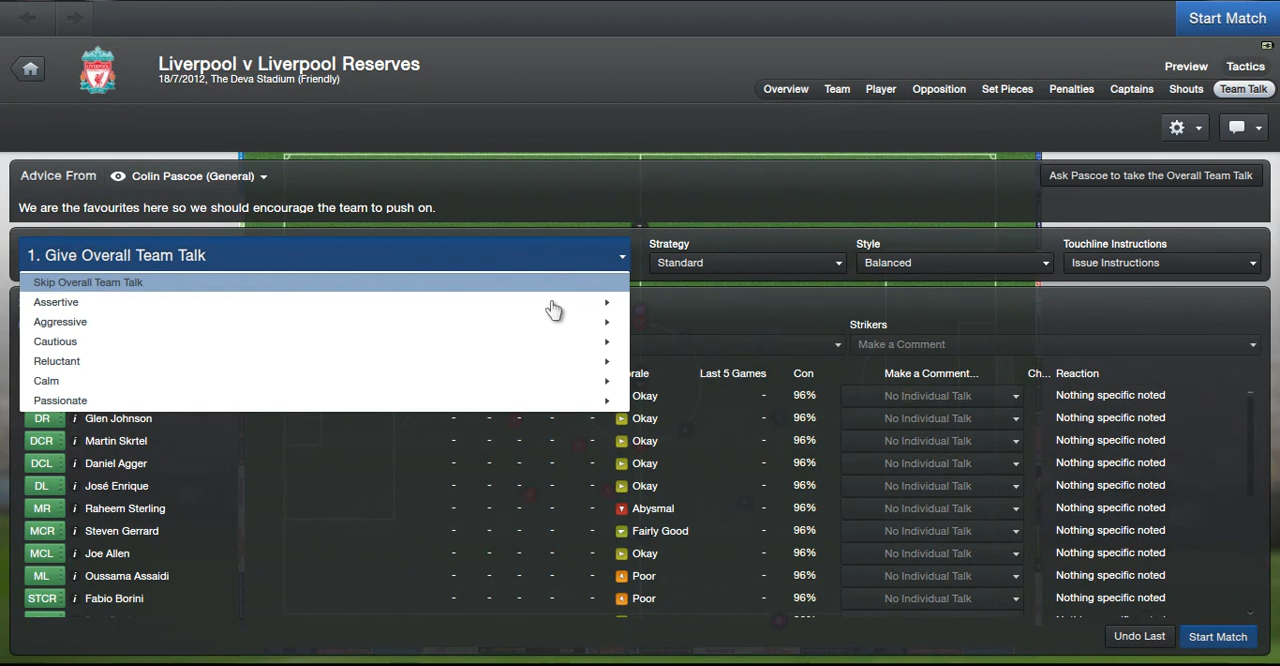 Start Match
Liverpool v Liverpool Reserves
18/7/2012, The Deva Stadium (Friendly)
Preview Tactics
Overview Team Player Opposition Set Pieces Penalties Captains Shouts Team Talk
Advice From Colin Pascoe (General)
Ask Pascoe to take the Overall Team Talk
We are the favourites here so we should encourage the team to push on.
1. Give Overall Team Talk
Strategy Style Touchline Instructions
Standard Balanced Issue Instructions
Skip Overall Team Talk
Assertive
Aggressive
Cautious
Reluctant
Calm
Passionate
Strikers
Make a Comment
Last 5 Games Con Make a Comment... Ch... Reaction
Okay - 96% No Individual Talk Nothing specific noted
DR i Glen Johnson - - - - - Okay - 96% No Individual Talk Nothing specific noted
DCR i Martin Skrtel - - - - - Okay - 96% No Individual Talk Nothing specific noted
DCL i Daniel Agger - - - - - Okay - 96% No Individual Talk Nothing specific noted
DL i José Enrique - - - - - Okay - 96% No Individual Talk Nothing specific noted
MR i Raheem Sterling - - - - - Abysmal - 96% No Individual Talk Nothing specific noted
MCR i Steven Gerrard - - - - - Fairly Good - 96% No Individual Talk Nothing specific noted
MCL i Joe Allen - - - - - Okay - 96% No Individual Talk Nothing specific noted
ML i Oussama Assaidi - - - - - Poor - 96% No Individual Talk Nothing specific noted
STCR i Fabio Borini - - - - - Poor - 96% No Individual Talk Nothing specific noted
Undo Last Start Match